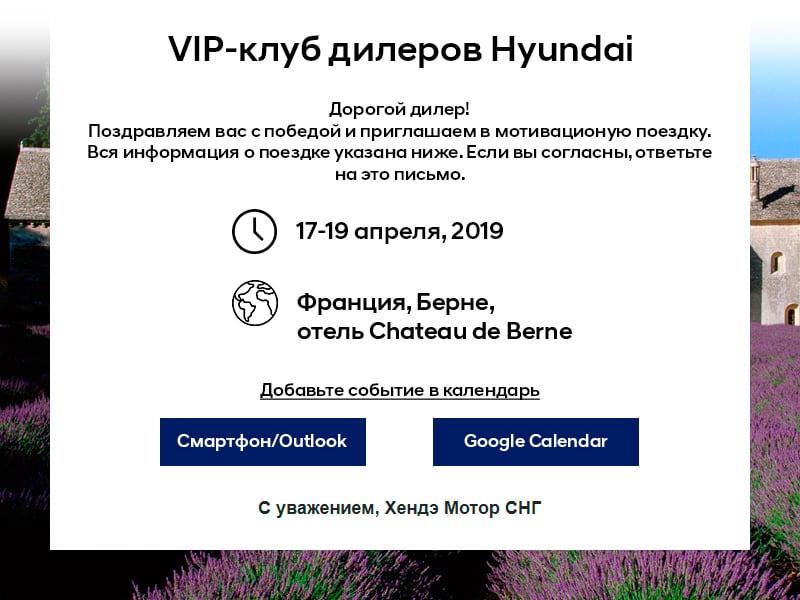 VIP-клуб дилеров Hyundai
Дорогой дилер!
Поздравляем вас с победой и приглашаем в мотивационую поездку.
Вся информация о поездке указана ниже. Если вы согласны, ответьте
на это письмо.
17-19 апреля, 2019
Франция, Берне,
отель Chateau de Berne
Добавьте событие в календарь
Смартфон/Outlook
Google Calendar
С уважением, Хендэ Мотор СНГ